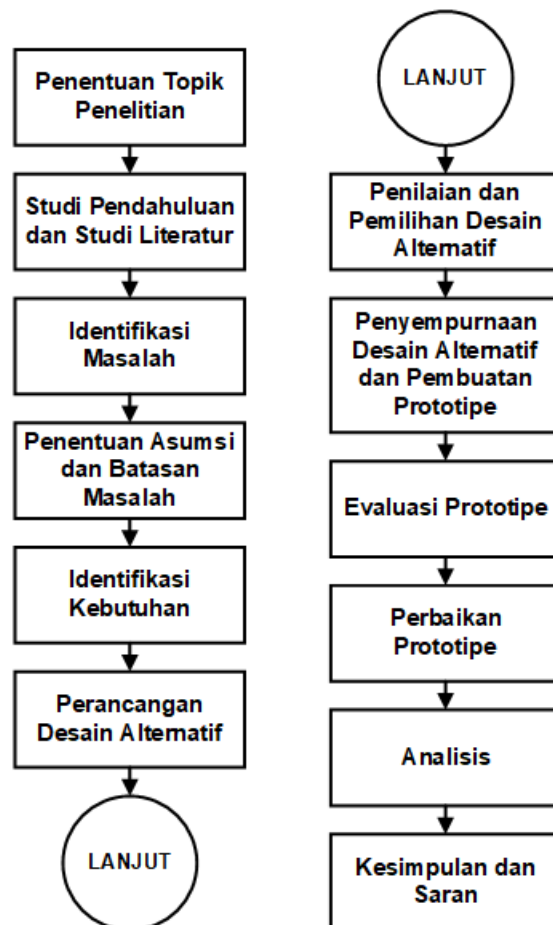 Penentuan Topik
Penelitian
Studi Pendahuluan
dan Studi Literatur
Identifikasi
Masalah
Penentuan Asumsi
dan Batasan
Masalah
Identifikasi
Kebutuhan
Perancangan
Desain Alternatif
LANJUT
LANJUT
Penilaian dan
Pemilihan Desain
Alternatif
Penyempurnaan
Desain Alternatif
dan Pembuatan
Prototipe
Evaluasi Prototipe
Perbaikan
Prototipe
Analisis
Kesimpulan dan
Saran